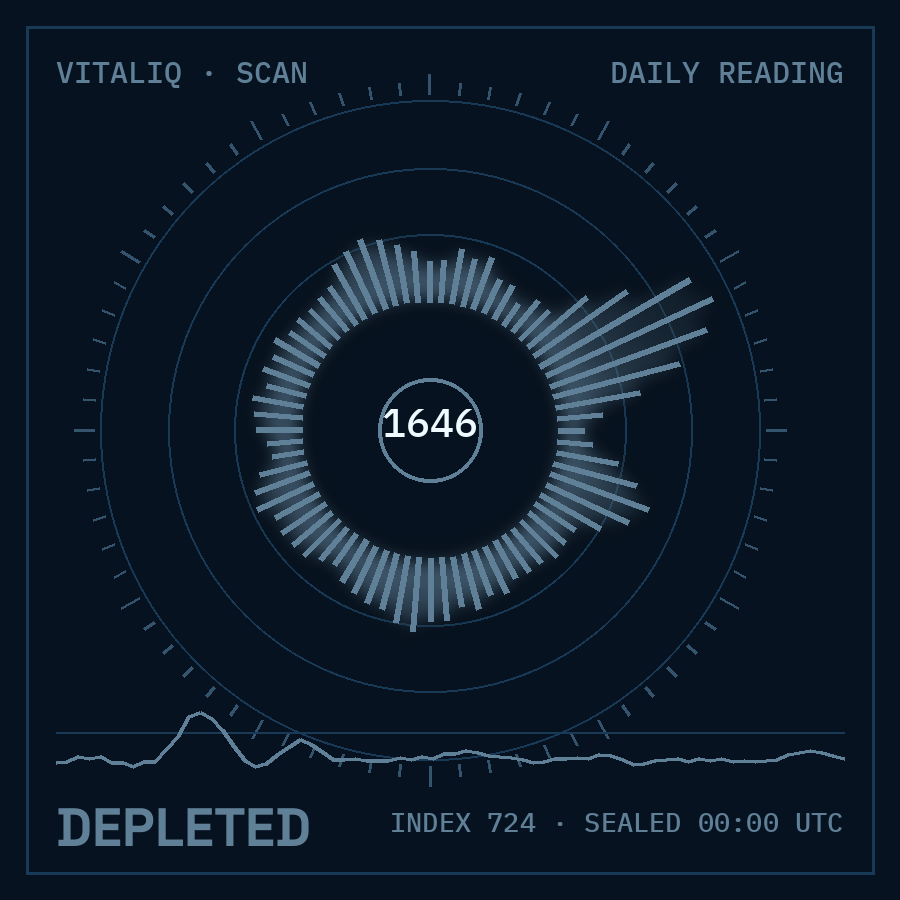 VITALIQ · SCAN
DAILY READING
1646
DEPLETED
INDEX 724 · SEALED 00:00 UTC